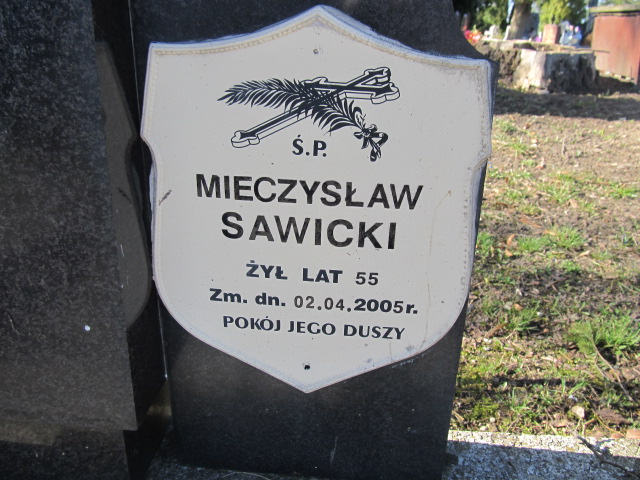 Ś.P.
MIECZYSŁAW
SAWICKI
ŻYŁ LAT 55
Zm. dn. 02.04.2005r.
POKÓJ JEGO DUSZY